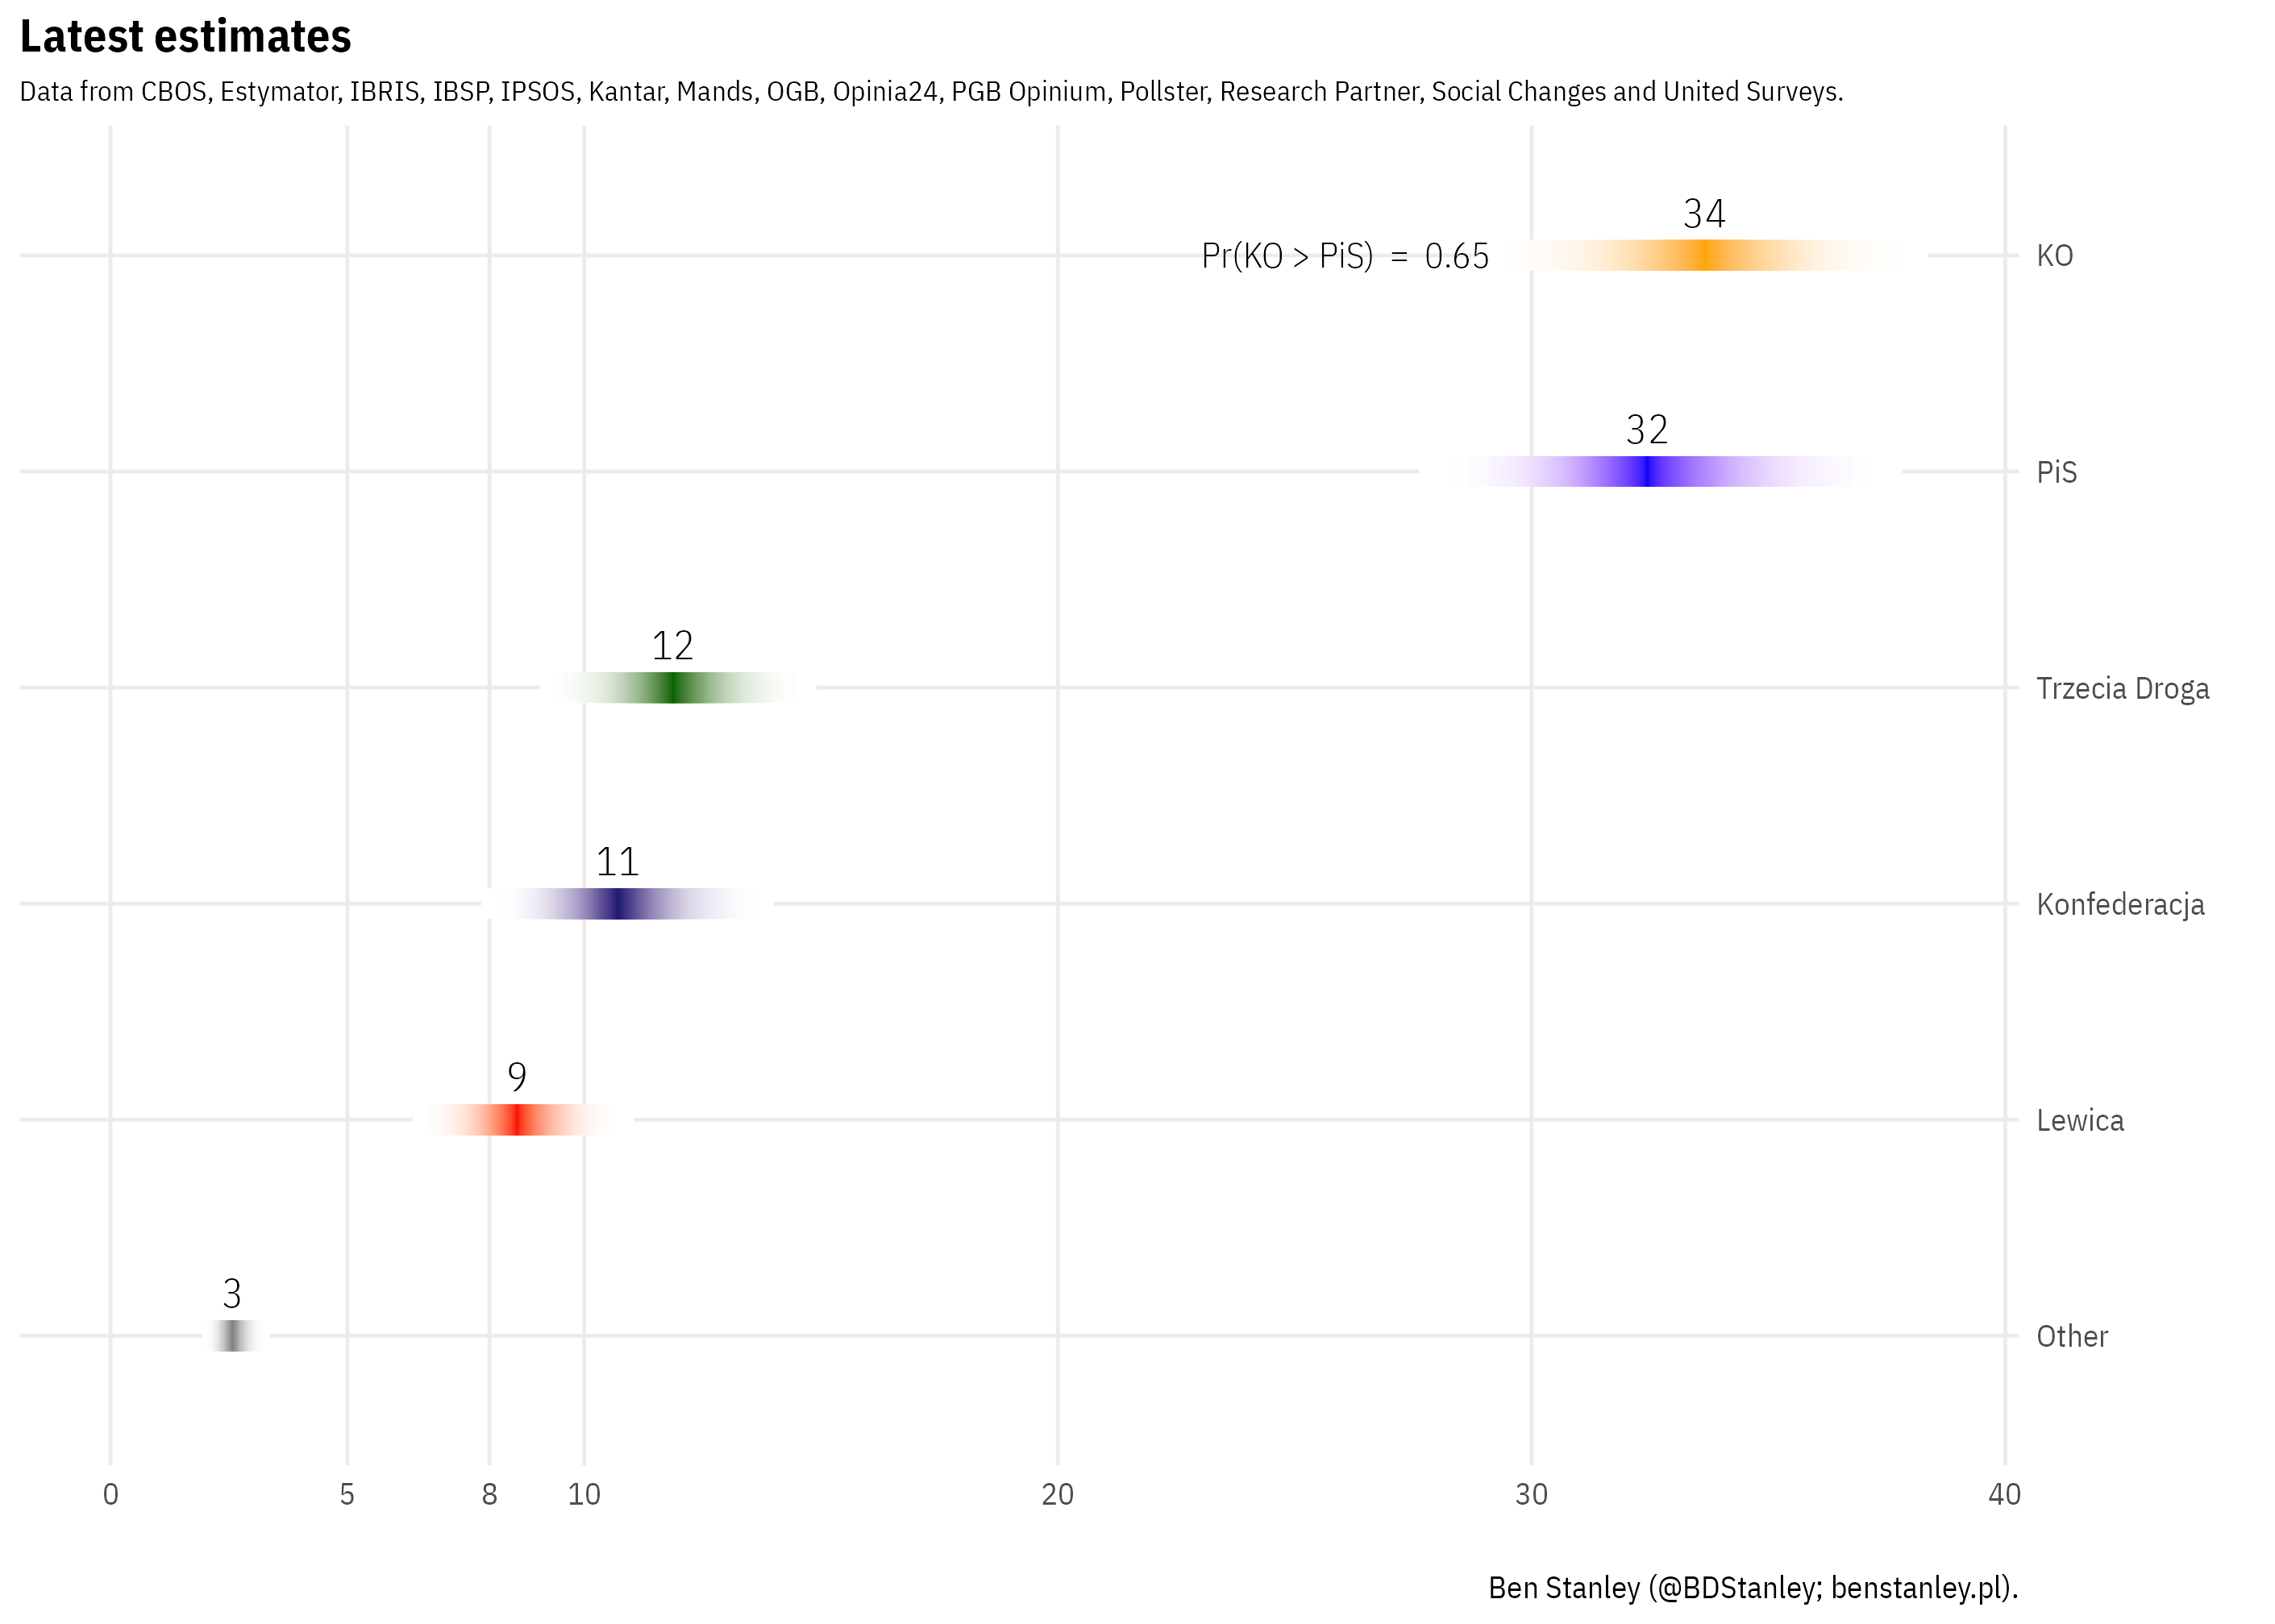 Latest estimates
Data from CBOS, Estymator, IBRIS, IBSP, IPSOS, Kantar, Mands, OGB, Opinia24, PGB Opinium, Pollster, Research Partner, Social Changes and United Surveys.
34
Pr(KO > PiS) = 0.65
KO
32
PiS
12
Trzecia Droga
11
Konfederacja
9
Lewica
3
Other
0 5 8 10 20 30 40
Ben Stanley (@BDStanley; benstanley.pl).